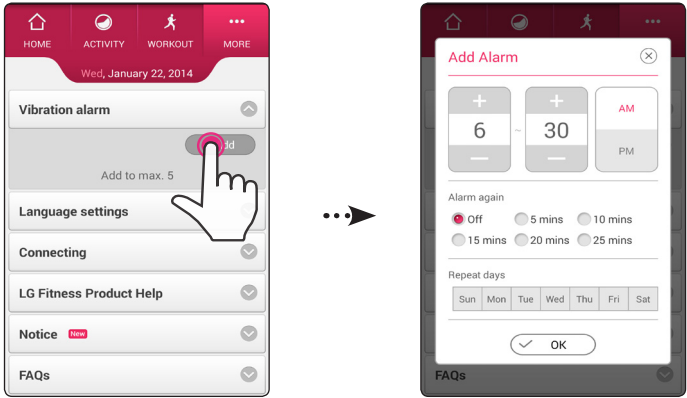 HOME ACTIVITY WORKOUT MORE
Wed, January 22, 2014
Vibration alarm
Add to max. 5
Language settings
Connecting
LG Fitness Product Help
Notice New
FAQs
Add Alarm
6 ~ 30
AM
PM
Alarm again
Off 5 mins 10 mins
15 mins 20 mins 25 mins
Repeat days
Sun Mon Tue Wed Thu Fri Sat
OK
FAQs